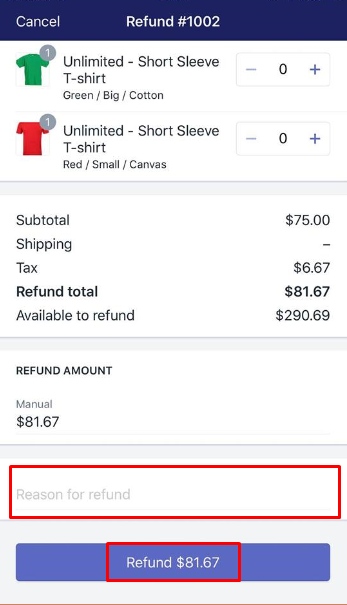 Cancel Refund #1002
1
Unlimited - Short Sleeve
T-shirt
Green / Big / Cotton
− 0 +
1
Unlimited - Short Sleeve
T-shirt
Red / Small / Canvas
− 0 +
Subtotal $75.00
Shipping –
Tax $6.67
Refund total $81.67
Available to refund $290.69
REFUND AMOUNT
Manual
$81.67
Reason for refund
Refund $81.67